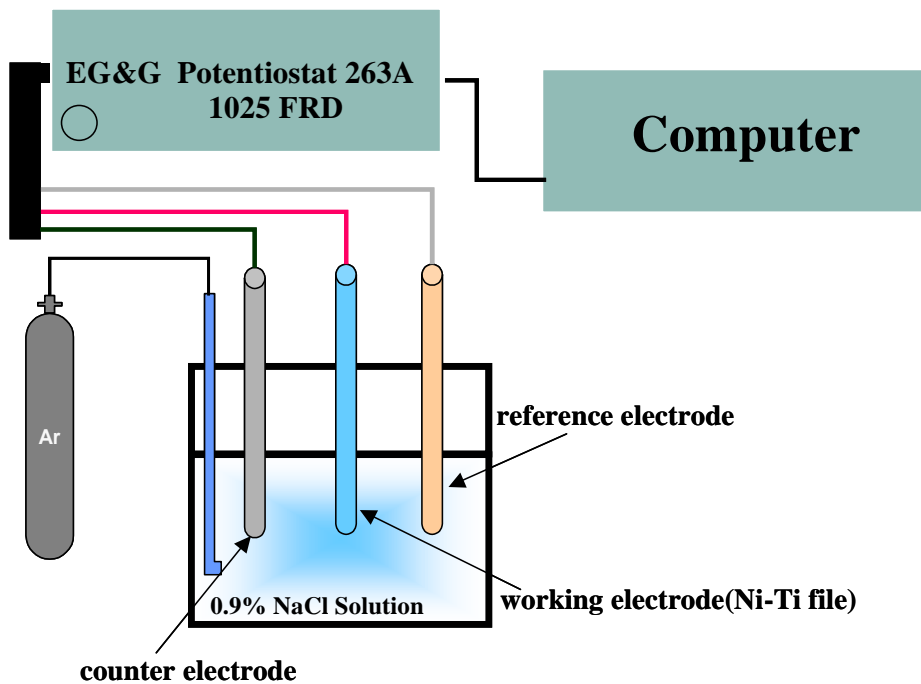 EG&G Potentiostat 263A
1025 FRD
Computer
Ar
reference electrode
working electrode(Ni-Ti file)
0.9% NaCl Solution
counter electrode